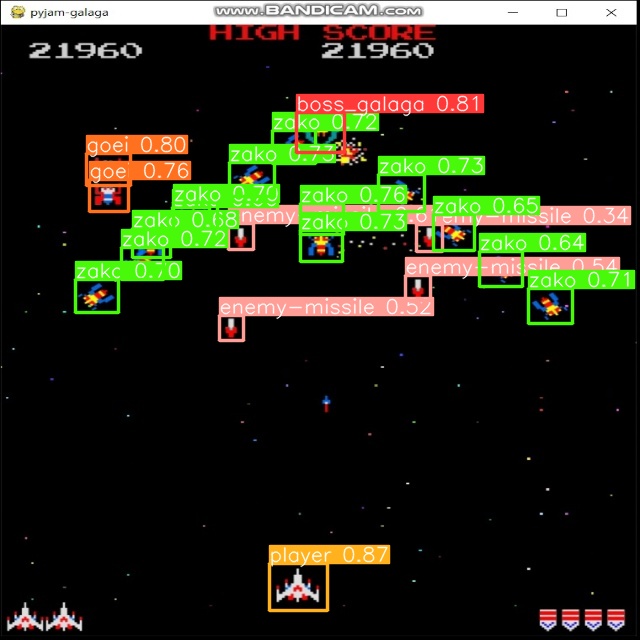 pyjam-galaga
www.BANDICAM.com
HIGH SCORE
21960 21960
boss_galaga 0.81
zako 0.72
goei 0.80
zako 0.73
zako 0.73
goei 0.76
zako 0.79
zako 0.76
zako 0.65
zako 0.68
enemy-missile 0.34
zako 0.73
zako 0.72
zako 0.64
zako 0.70
enemy-missile 0.54
zako 0.71
enemy-missile 0.52
player 0.87